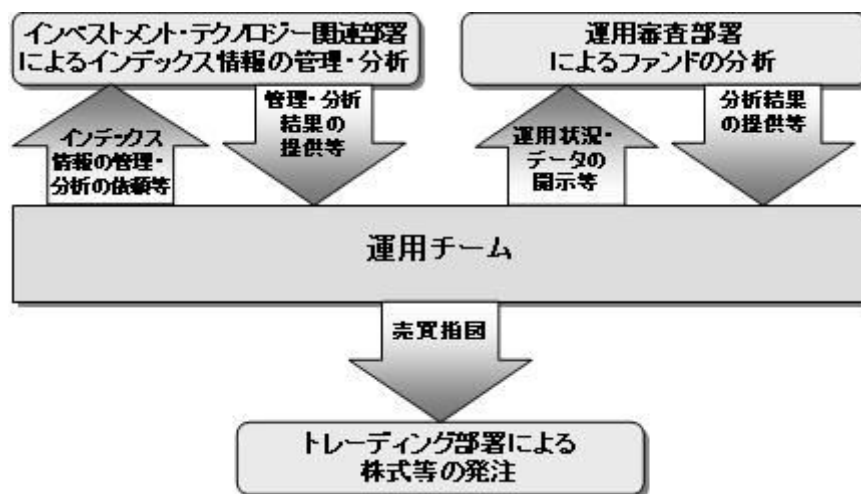 インベストメント・テクノロジー関連部署
によるインデックス情報の管理・分析
運用審査部署
によるファンドの分析
インデックス
情報の管理・
分析の依頼等
管理・分析
結果の
提供等
運用状況・
データの
開示等
分析結果
の提供等
運用チーム
売買指図
トレーディング部署による
株式等の発注